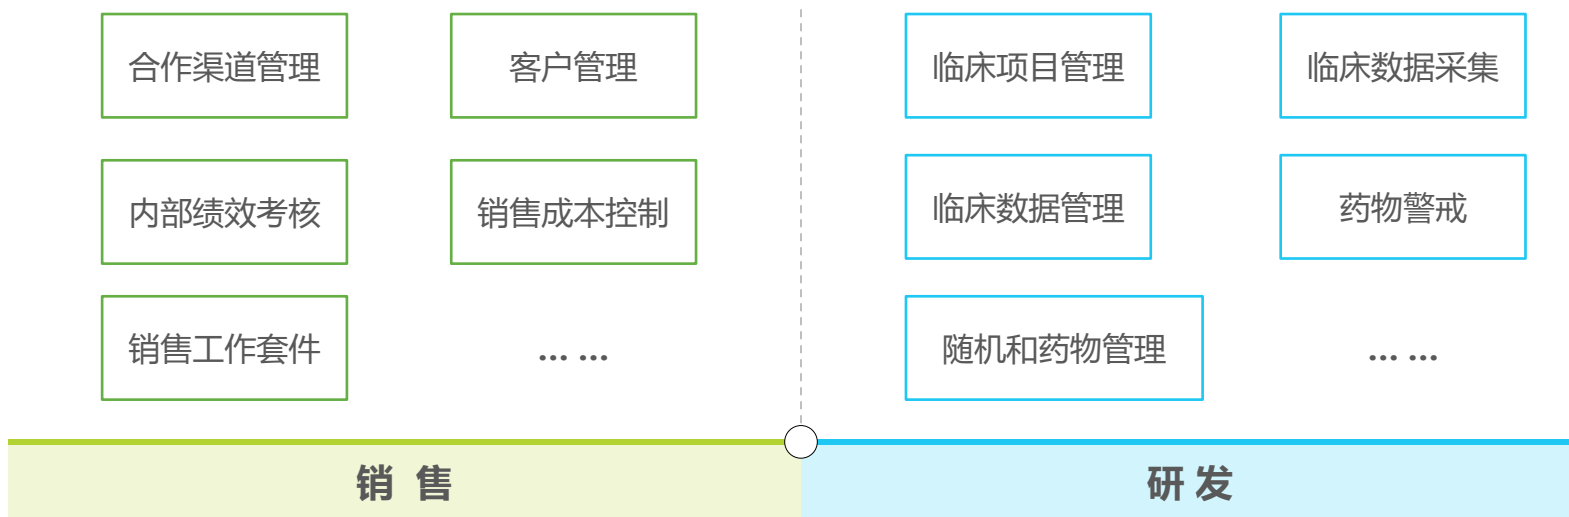 合作渠道管理
客户管理
临床项目管理
临床数据采集
内部绩效考核
销售成本控制
临床数据管理
药物警戒
销售工作套件
... ...
随机和药物管理
... ...
销 售
研 发